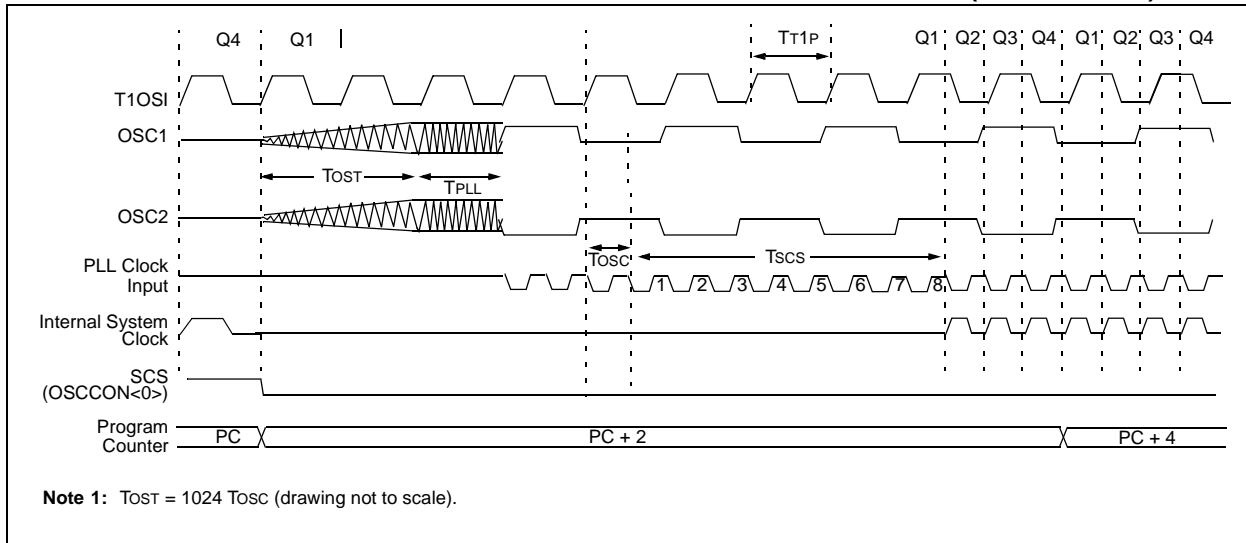 Q4 Q1 TT1P Q1 Q2 Q3 Q4 Q1 Q2 Q3 Q4
T1OSI
OSC1
TOST TPLL
OSC2
TOSC TSCS
PLL Clock
Input
1 2 3 4 5 6 7 8
Internal System
Clock
SCS
(OSCCON<0>)
Program
Counter
PC PC + 2 PC + 4
Note 1: TOST = 1024 TOSC (drawing not to scale).